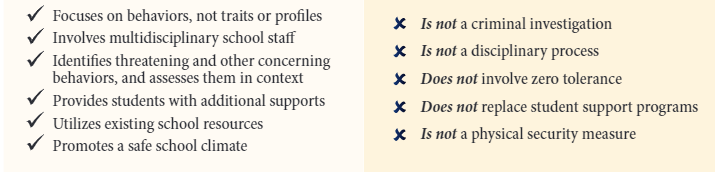 ✓ Focuses on behaviors, not traits or profiles
✓ Involves multidisciplinary school staff
✓ Identifies threatening and other concerning
behaviors, and assesses them in context
✓ Provides students with additional supports
✓ Utilizes existing school resources
✓ Promotes a safe school climate
✘ Is not a criminal investigation
✘ Is not a disciplinary process
✘ Does not involve zero tolerance
✘ Does not replace student support programs
✘ Is not a physical security measure